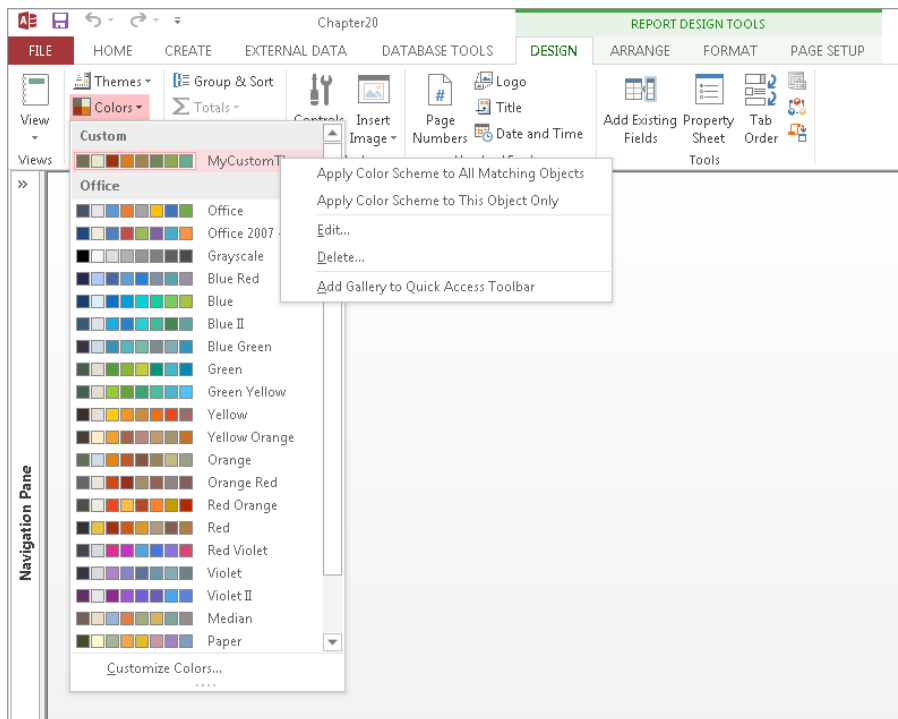 Chapter20
REPORT DESIGN TOOLS
FILE HOME CREATE EXTERNAL DATA DATABASE TOOLS DESIGN ARRANGE FORMAT PAGE SETUP
View
Views
Themes
Colors
Group & Sort
Totals
Insert
Image
Page
Numbers
Logo
Title
Date and Time
Add Existing
Fields
Property
Sheet
Tab
Order
Tools
Custom
Office
Office
Office 2007
Grayscale
Blue Red
Blue
Blue II
Blue Green
Green
Green Yellow
Yellow
Yellow Orange
Orange
Orange Red
Red Orange
Red
Red Violet
Violet
Violet II
Median
Paper
Customize Colors...
Apply Color Scheme to All Matching Objects
Apply Color Scheme to This Object Only
Edit...
Delete...
Add Gallery to Quick Access Toolbar
Navigation Pane